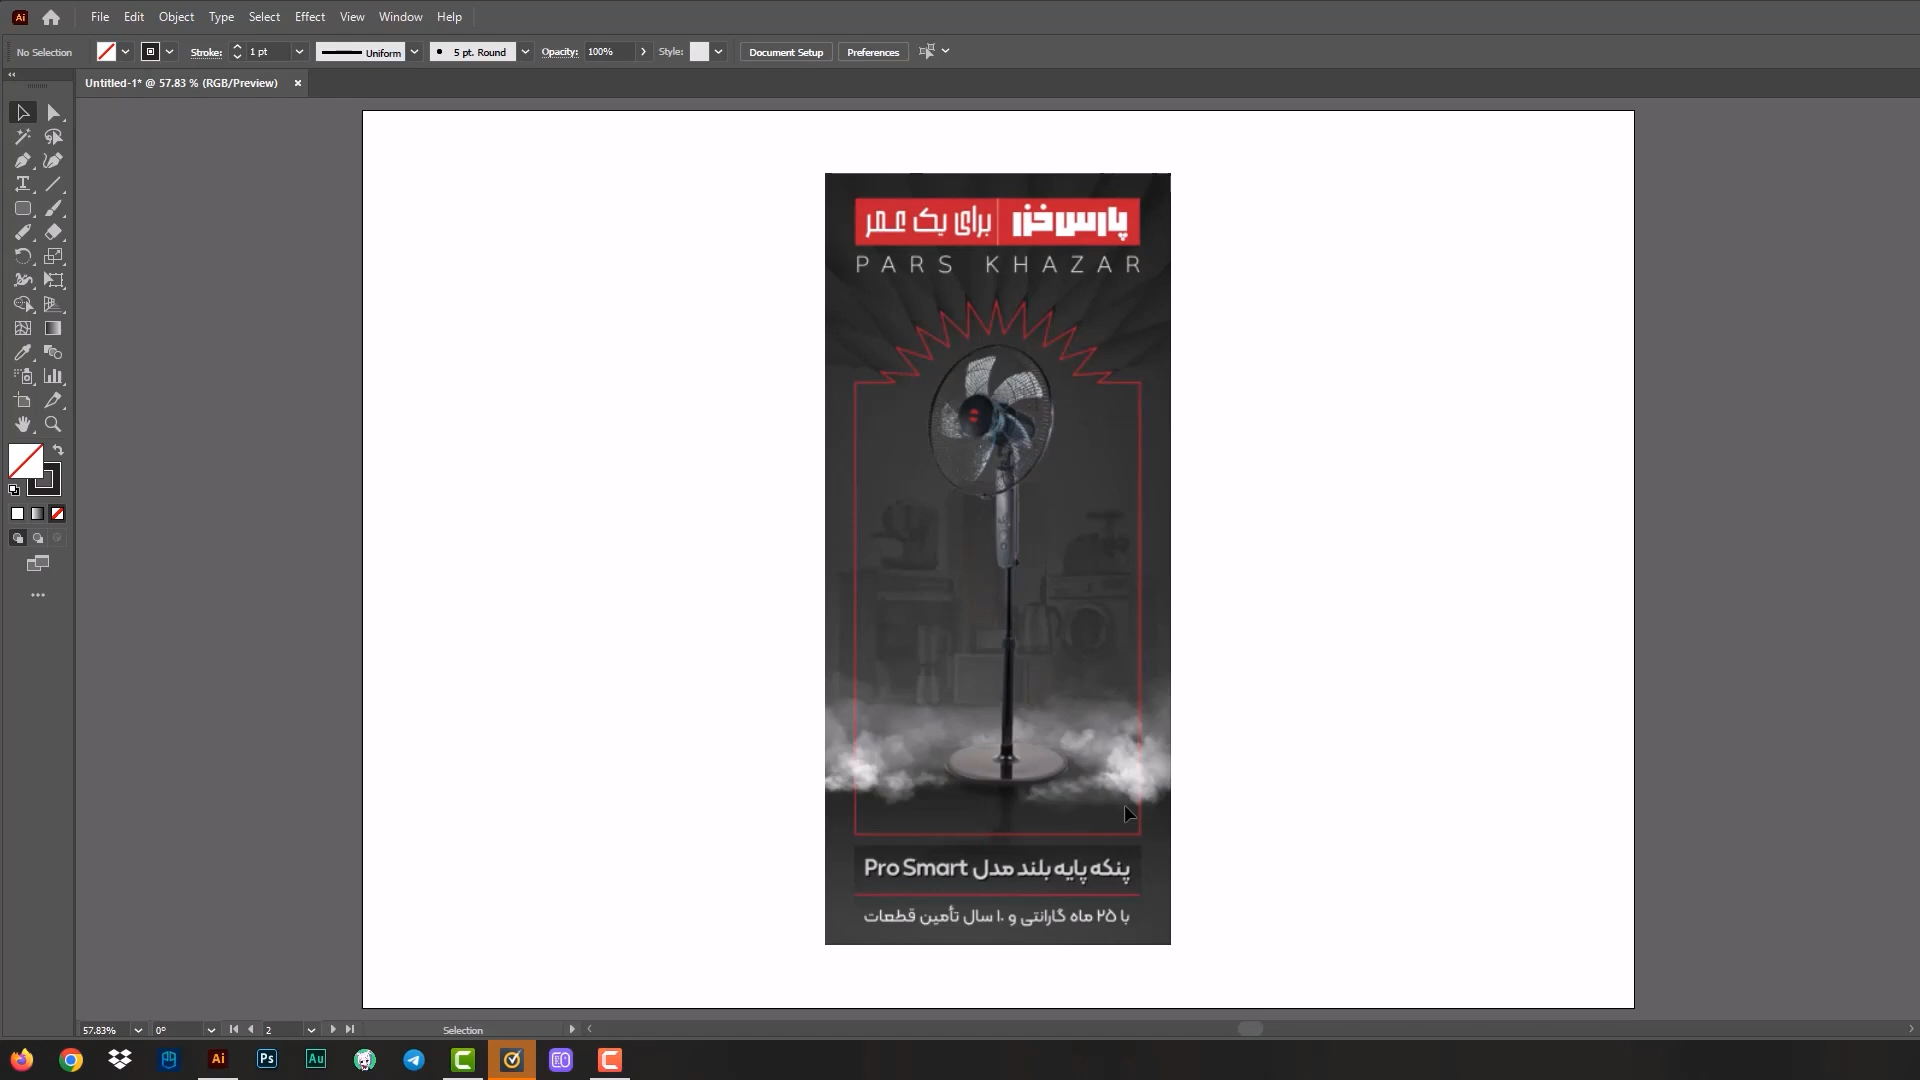 File Edit Object Type Select Effect View Window Help
No Selection Stroke: 1 pt Uniform 5 pt. Round Opacity: 100% Style: Document Setup Preferences
Untitled-1* @ 57.83 % (RGB/Preview)
پارس خزر برای یک عمر
PARS KHAZAR
پنکه پایه بلند مدل Pro Smart
با ۲۵ ماه گارانتی و ۱۰ سال تأمین قطعات
57.83% 0° 2 Selection